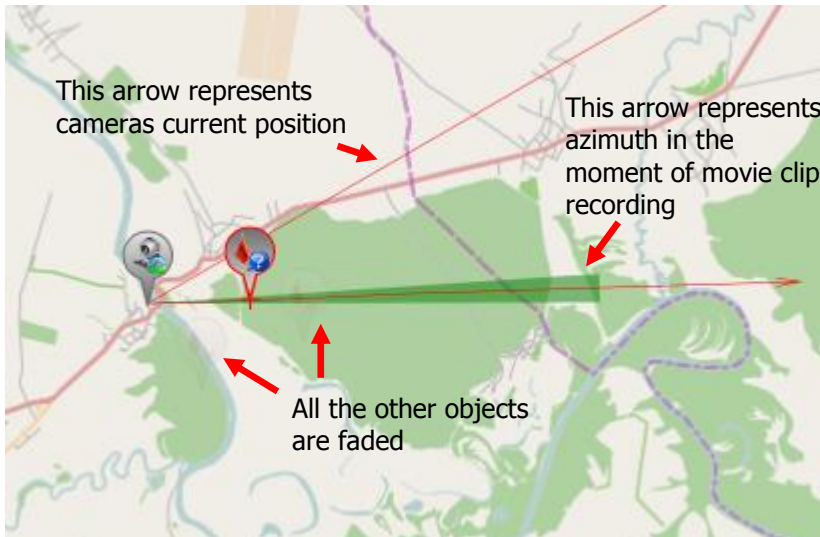 This arrow represents
cameras current position
This arrow represents
azimuth in the
moment of movie clip
recording
All the other objects
are faded